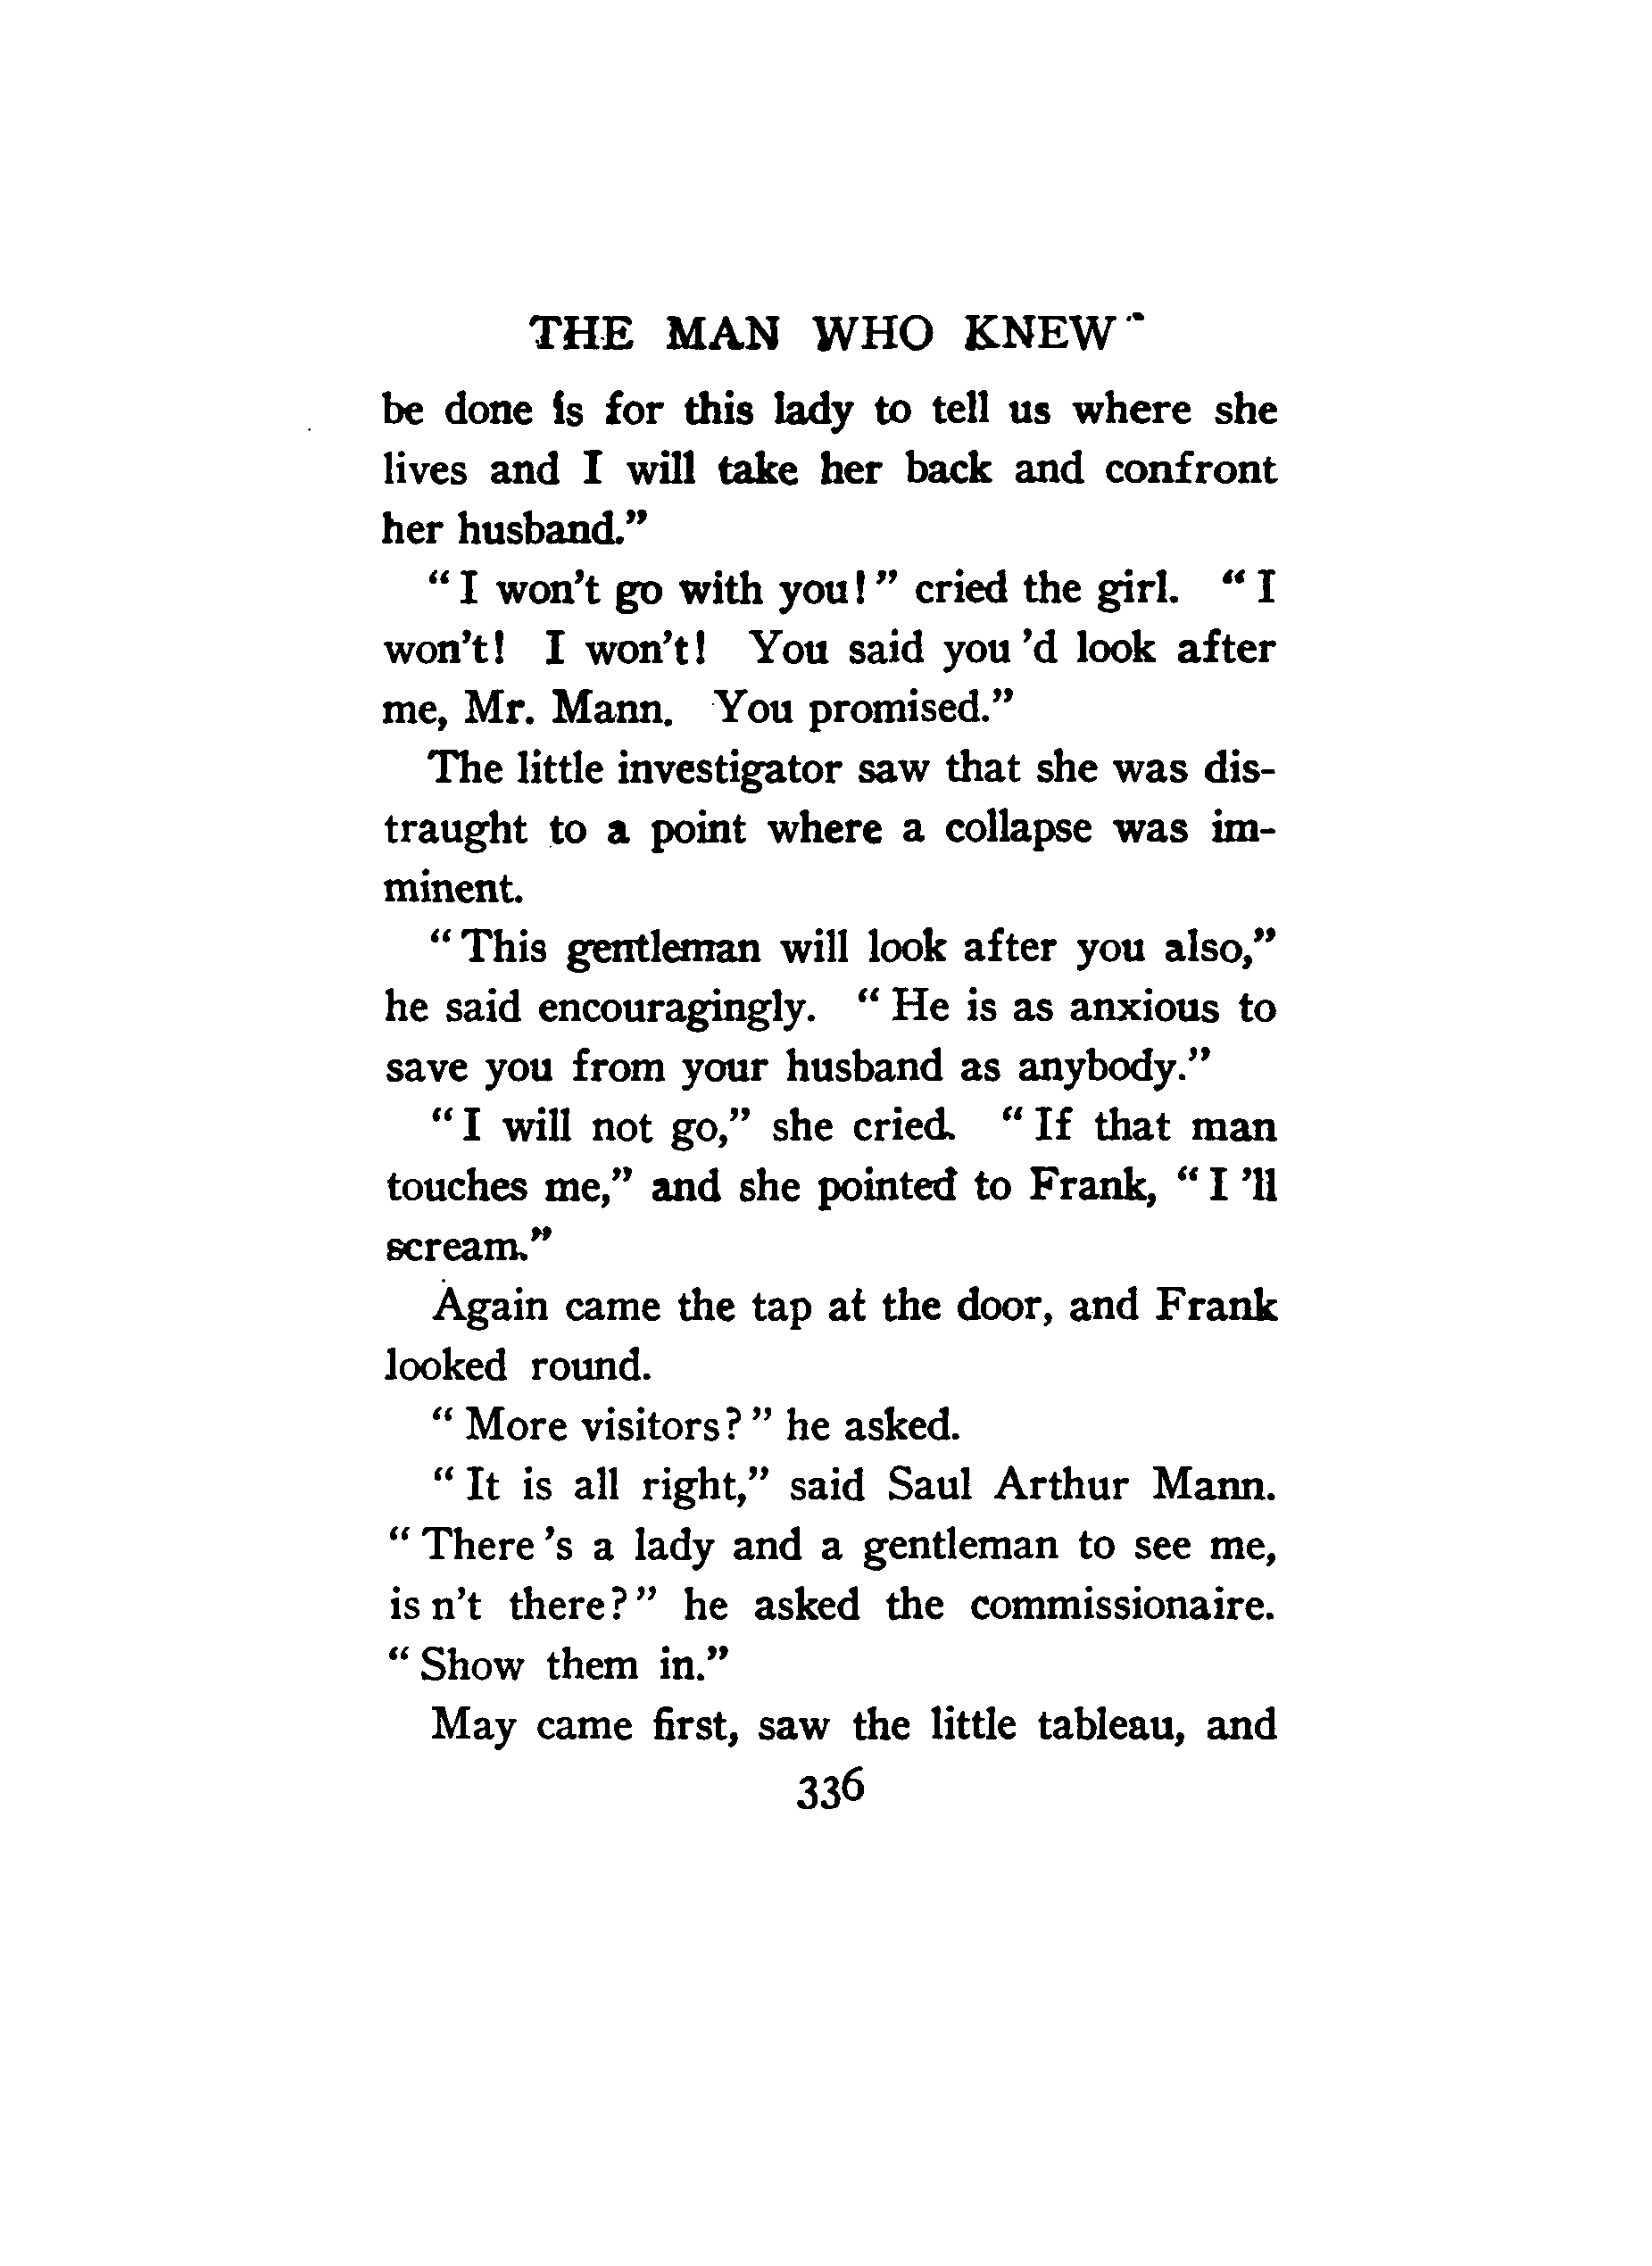 THE MAN WHO KNEW
be done is for this lady to tell us where she
lives and I will take her back and confront
her husband."
"I won't go with you!" cried the girl. "I
won't! I won't! You said you'd look after
me, Mr. Mann. You promised."
The little investigator saw that she was dis-
traught to a point where a collapse was im-
minent.
"This gentleman will look after you also,"
he said encouragingly. "He is as anxious to
save you from your husband as anybody."
"I will not go," she cried. "If that man
touches me," and she pointed to Frank, "I'll
scream."
Again came the tap at the door, and Frank
looked round.
"More visitors?" he asked.
"It is all right," said Saul Arthur Mann.
"There's a lady and a gentleman to see me,
isn't there?" he asked the commissionaire.
"Show them in."
May came first, saw the little tableau, and
336